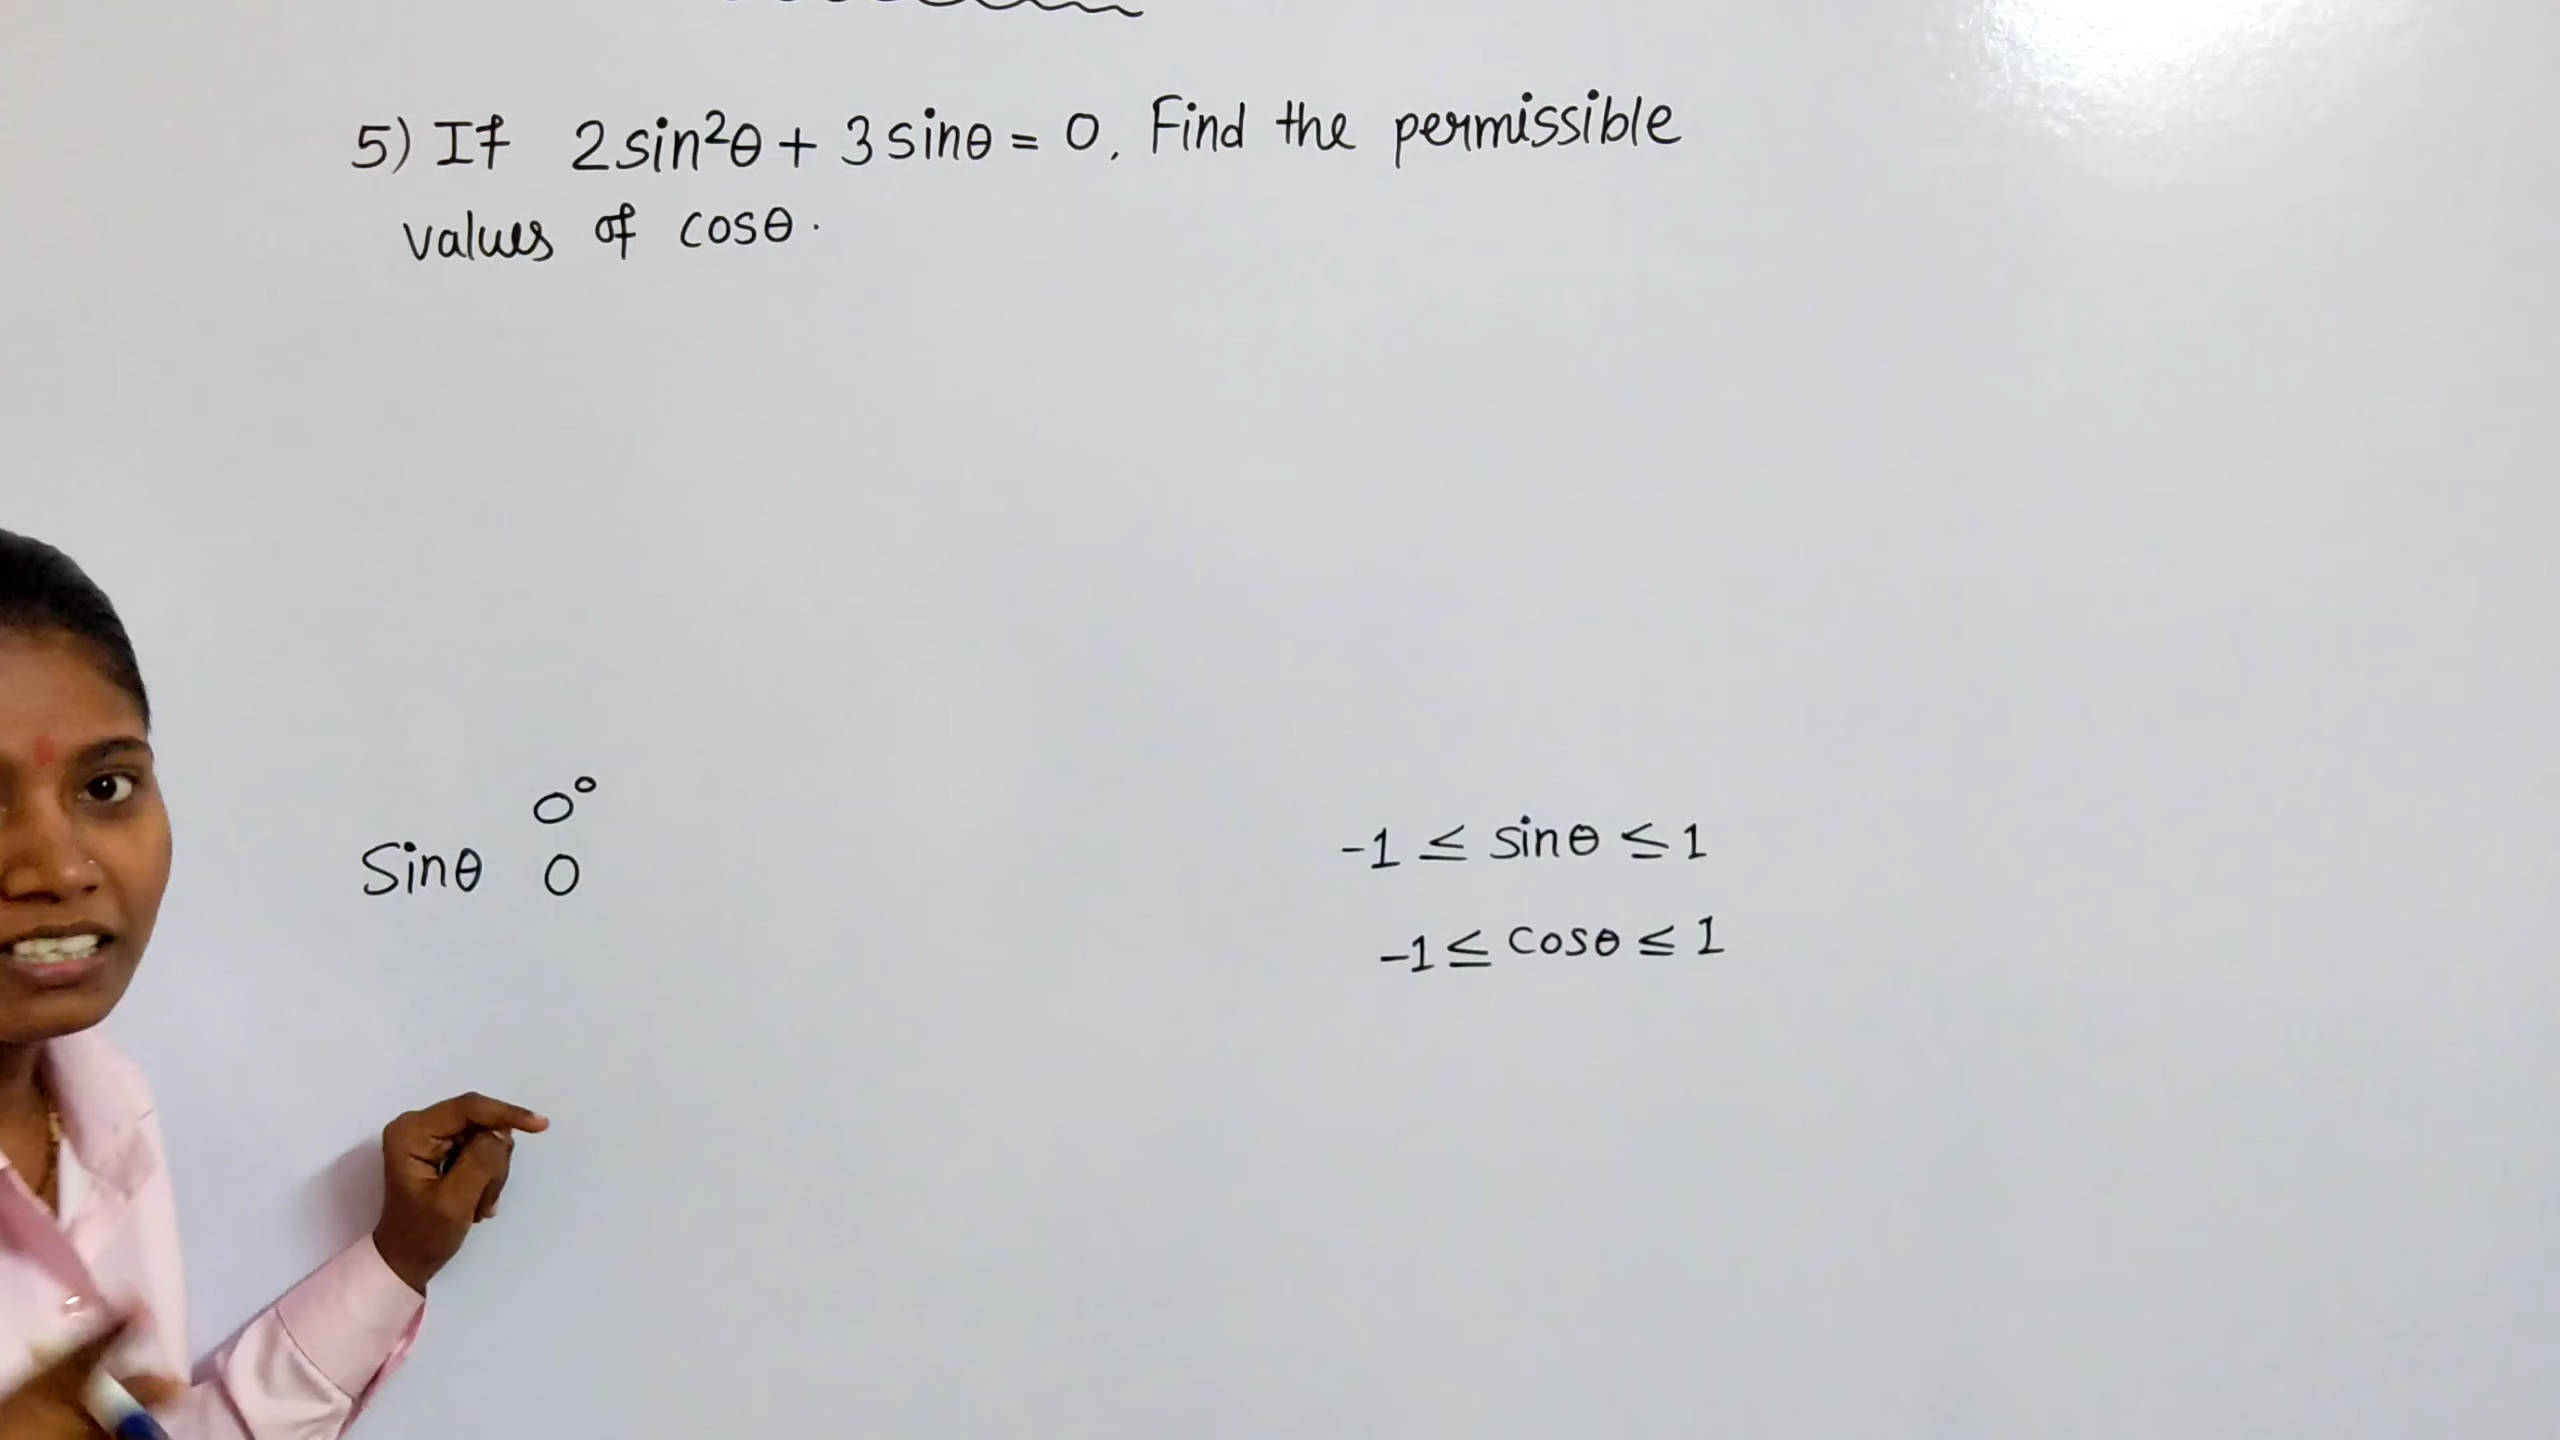 5) If 2sin²θ + 3sinθ = 0. Find the permissible
values of cosθ.
0°
Sinθ 0
-1 ≤ sinθ ≤ 1
-1 ≤ cosθ ≤ 1